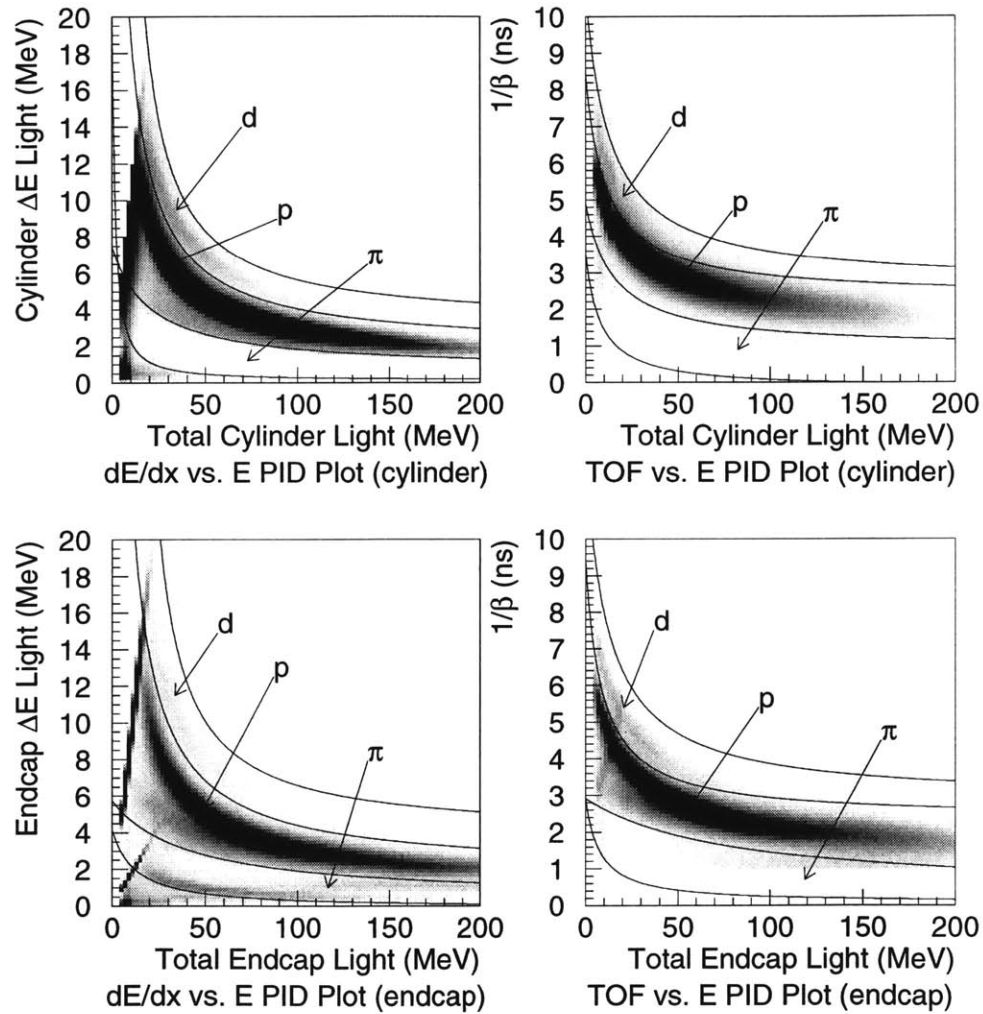 Cylinder ΔE Light (MeV)
20
18
16
14
12
10
8
6
4
2
0
d
p
π
0 50 100 150 200
Total Cylinder Light (MeV)
dE/dx vs. E PID Plot (cylinder)
1/β (ns)
10
9
8
7
6
5
4
3
2
1
0
d
p
π
0 50 100 150 200
Total Cylinder Light (MeV)
TOF vs. E PID Plot (cylinder)
Endcap ΔE Light (MeV)
20
18
16
14
12
10
8
6
4
2
0
d
p
π
0 50 100 150 200
Total Endcap Light (MeV)
dE/dx vs. E PID Plot (endcap)
1/β (ns)
10
9
8
7
6
5
4
3
2
1
0
d
p
π
0 50 100 150 200
Total Endcap Light (MeV)
TOF vs. E PID Plot (endcap)